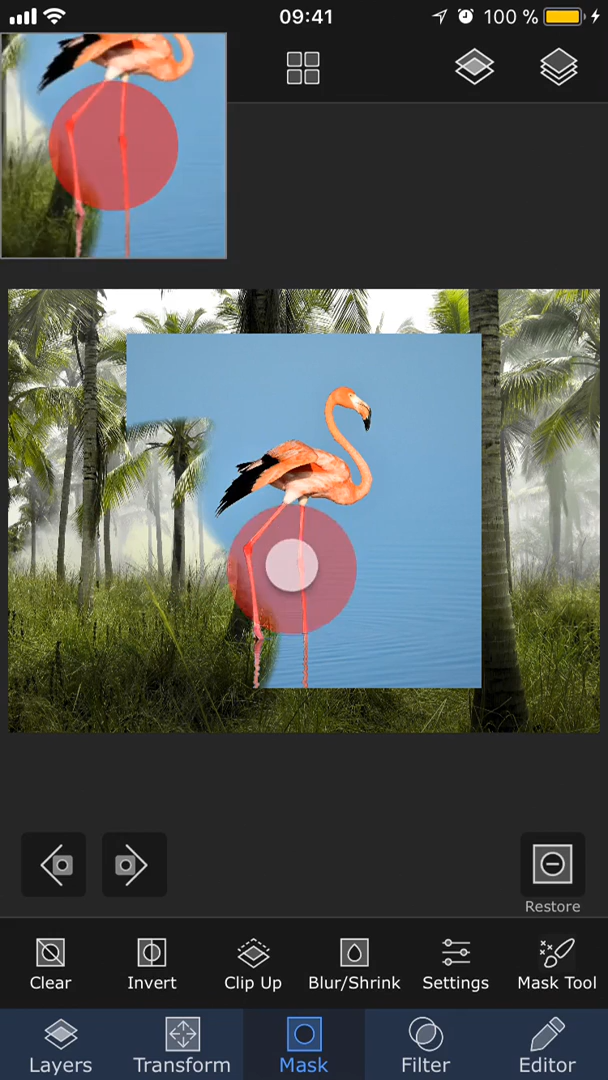 09:41
100 %
Restore
Clear
Invert
Clip Up
Blur/Shrink
Settings
Mask Tool
Layers
Transform
Mask
Filter
Editor